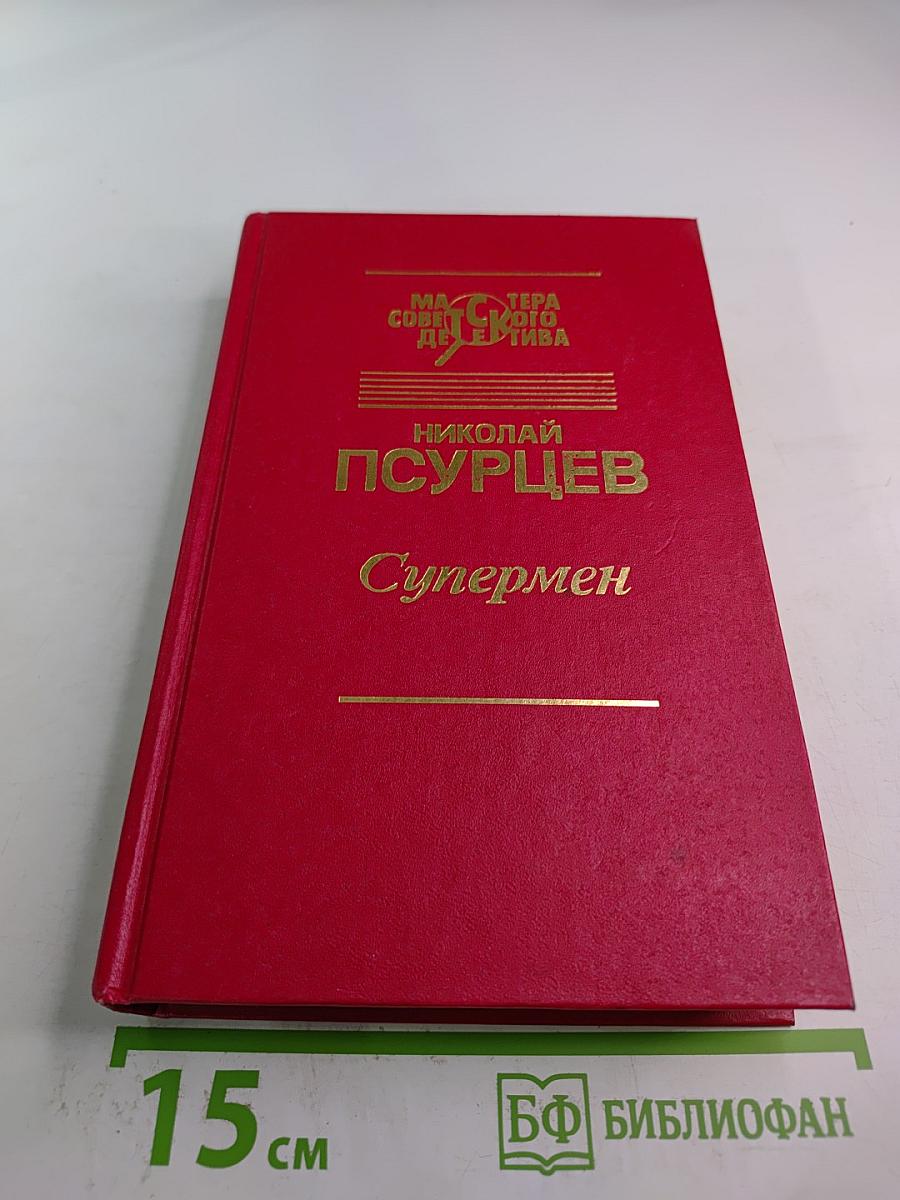 МАСТЕРА
СОВЕТСКОГО
ДЕТЕКТИВА
НИКОЛАЙ
ПСУРЦЕВ
Супермен
15 см
БФ БИБЛИОФАН